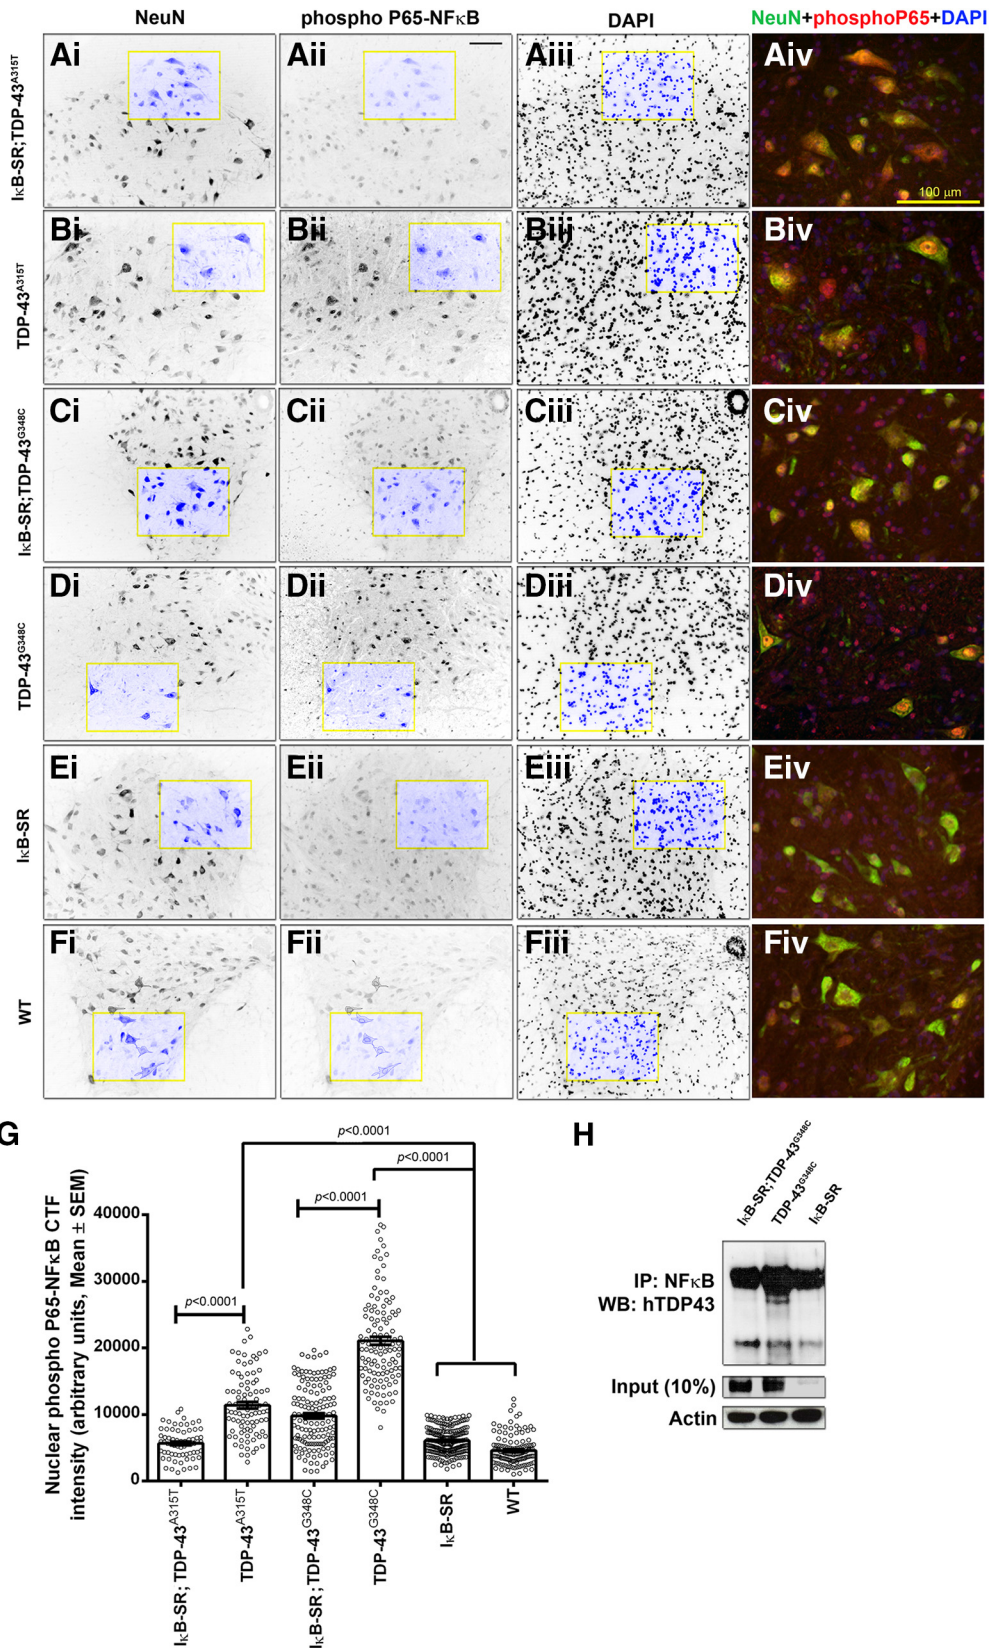 NeuN
phospho P65-NFκB
DAPI
NeuN+phosphoP65+DAPI
IκB-SR;TDP-43A315T
Ai
Aii
Aiii
Aiv
100 μm
TDP-43A315T
Bi
Bii
Biii
Biv
IκB-SR;TDP-43G348C
Ci
Cii
Ciii
Civ
TDP-43G348C
Di
Dii
Diii
Div
IκB-SR
Ei
Eii
Eiii
Eiv
WT
Fi
Fii
Fiii
Fiv
G
Nuclear phospho P65-NFκB CTF
intensity (arbitrary units, Mean ± SEM)
40000
30000
20000
10000
0
p<0.0001
p<0.0001
p<0.0001
p<0.0001
IκB-SR; TDP-43A315T
TDP-43A315T
IκB-SR; TDP-43G348C
TDP-43G348C
IκB-SR
WT
H
IκB-SR;TDP-43G348C
TDP-43G348C
IκB-SR
IP: NFκB
WB: hTDP43
Input (10%)
Actin